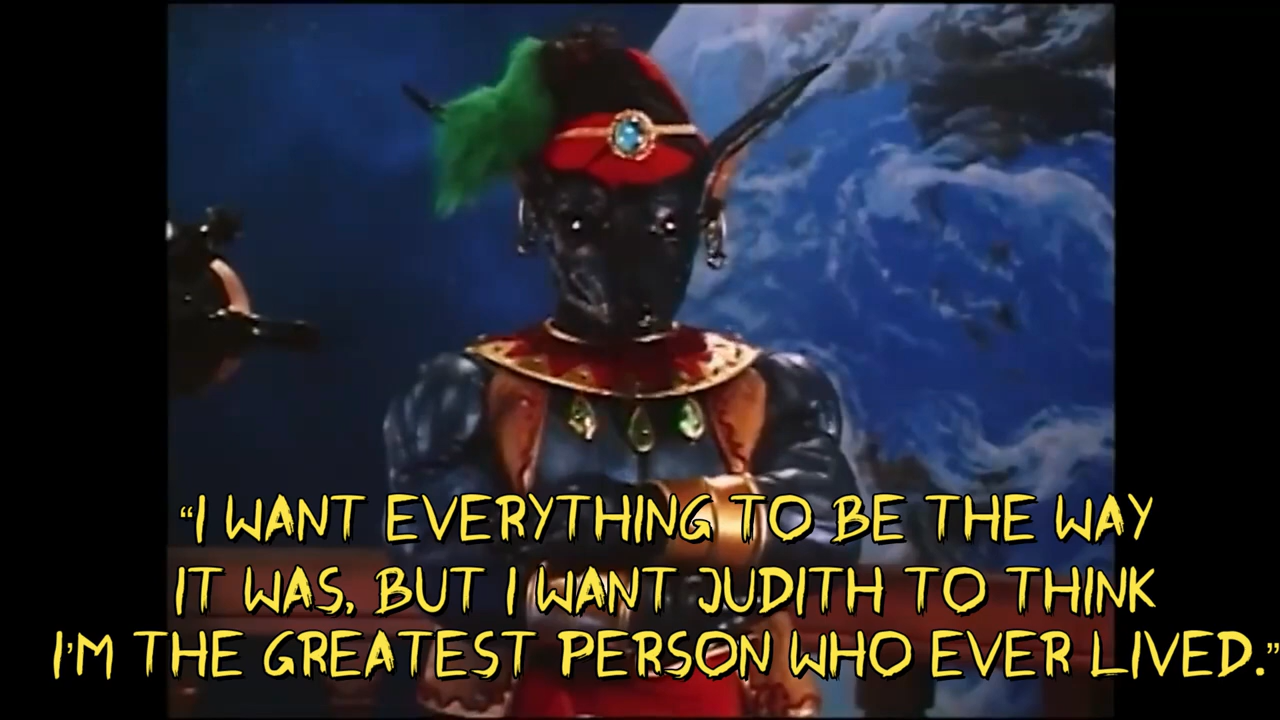 “I WANT EVERYTHING TO BE THE WAY
IT WAS, BUT I WANT JUDITH TO THINK
I'M THE GREATEST PERSON WHO EVER LIVED.”